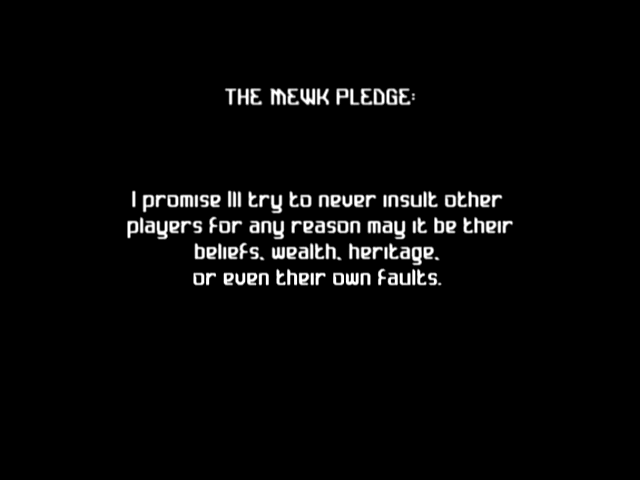 THE MEWK PLEDGE:
I promise Ill try to never insult other
players for any reason may it be their
beliefs, wealth, heritage,
or even their own faults.